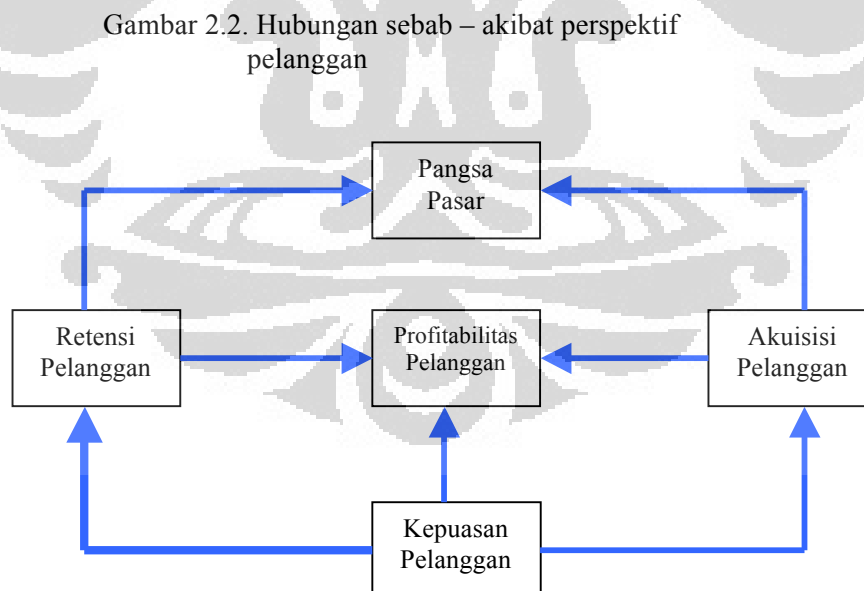 Gambar 2.2. Hubungan sebab – akibat perspektif
pelanggan
Pangsa
Pasar
Retensi
Pelanggan
Profitabilitas
Pelanggan
Akuisisi
Pelanggan
Kepuasan
Pelanggan